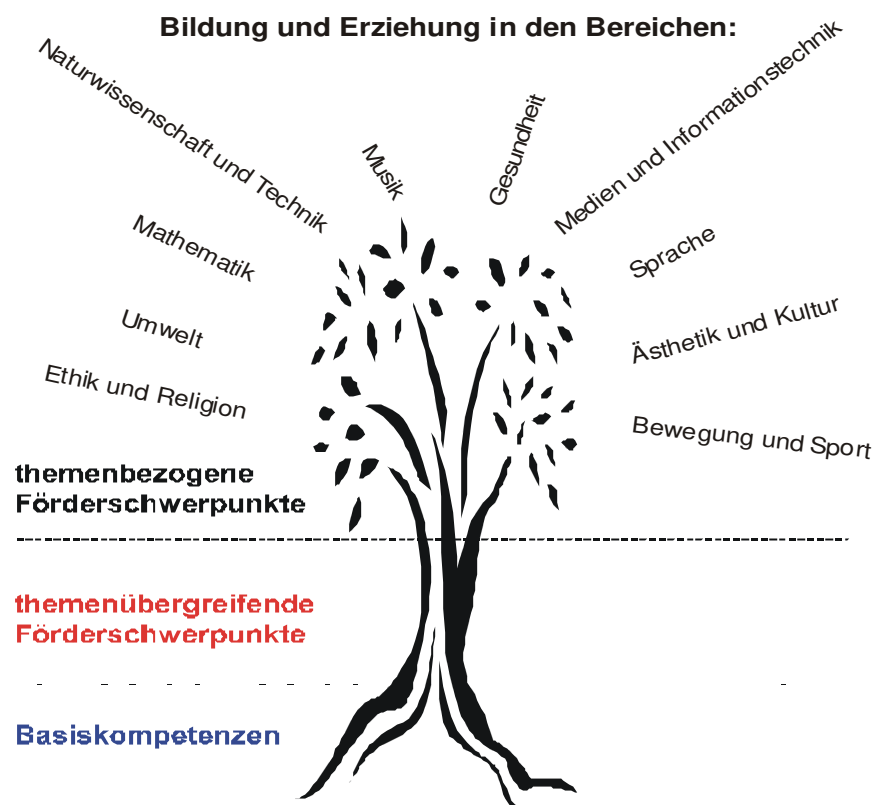 Bildung und Erziehung in den Bereichen:
Naturwissenschaft und Technik
Musik
Gesundheit
Medien und Informationstechnik
Mathematik
Sprache
Umwelt
Ästhetik und Kultur
Ethik und Religion
Bewegung und Sport
themenbezogene
Förderschwerpunkte
themenübergreifende
Förderschwerpunkte
Basiskompetenzen